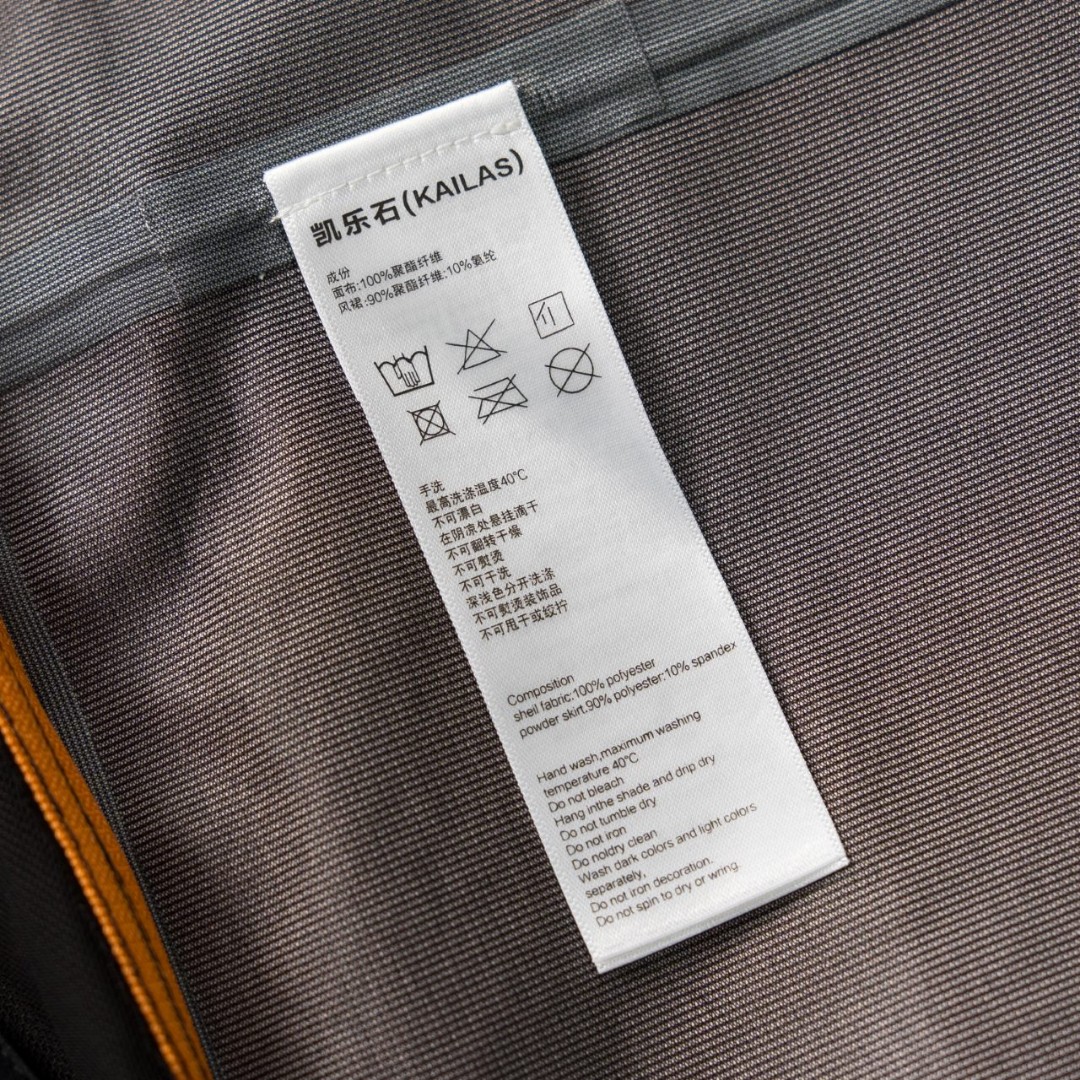 凯乐石(KAILAS)
成份
面布:100%聚酯纤维
风裙:90%聚酯纤维:10%氨纶
手洗
最高洗涤温度40℃
不可漂白
在阴凉处悬挂滴干
不可翻转干燥
不可熨烫
不可干洗
深浅色分开洗涤
不可熨烫装饰品
不可甩干或绞拧
Composition
sheil fabric:100% polyester
powder skirt:90% polyester:10% spandex
Hand wash,maximum washing
temperature 40℃
Do not bleach
Hang inthe shade and drip dry
Do not tumble dry
Do not iron
Do noldry clean
Wash dark colors and light colors
separately,
Do not iron decoration.
Do not spin to dry or wring.